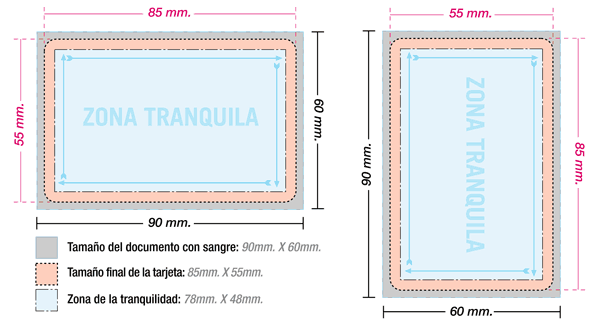 85 mm.
55 mm.
ZONA TRANQUILA
60 mm.
90 mm.
55 mm.
90 mm.
ZONA TRANQUILA
85 mm.
60 mm.
Tamaño del documento con sangre: 90mm. X 60mm.
Tamaño final de la tarjeta: 85mm. X 55mm.
Zona de la tranquilidad: 78mm. X 48mm.